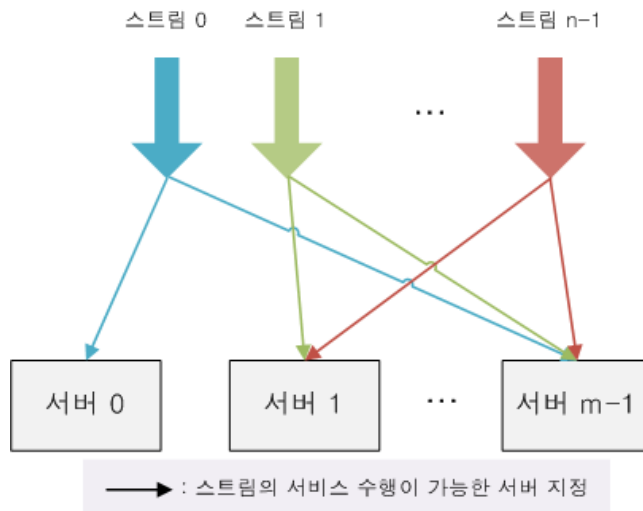 스트림 0 스트림 1 스트림 n-1
…
서버 0 서버 1 … 서버 m-1
: 스트림의 서비스 수행이 가능한 서버 지정